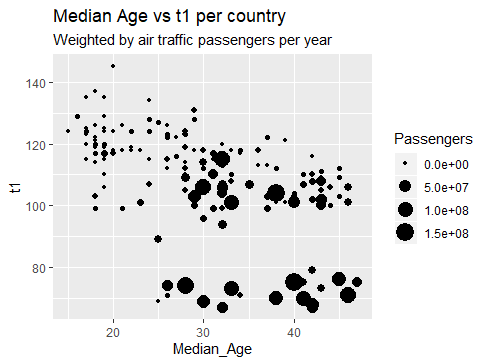 Median Age vs t1 per country
Weighted by air traffic passengers per year
t1
140
120
100
80
20
30
40
Median_Age
Passengers
0.0e+00
5.0e+07
1.0e+08
1.5e+08